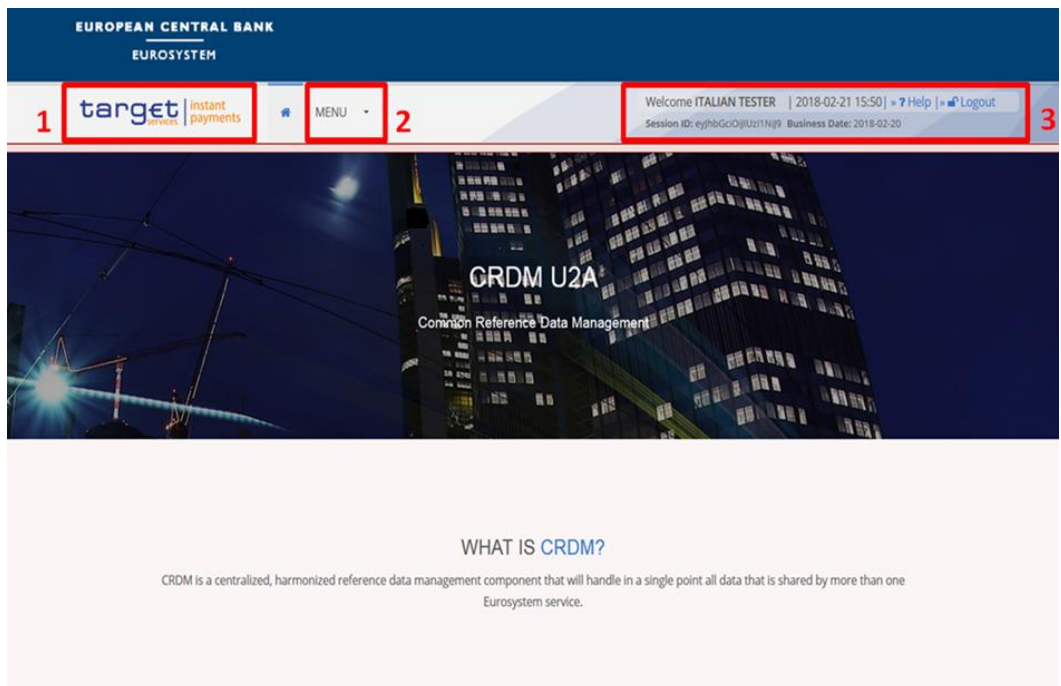 EUROPEAN CENTRAL BANK
EUROSYSTEM
1
target services | instant payments
MENU
2
Welcome ITALIAN TESTER | 2018-02-21 15:50| » ? Help |» Logout
Business Date: 2018-02-20
Session ID:
3
CRDM U2A
Common Reference Data Management
WHAT IS CRDM?
CRDM is a centralized, harmonized reference data management component that will handle in a single point all data that is shared by more than one
Eurosystem service.